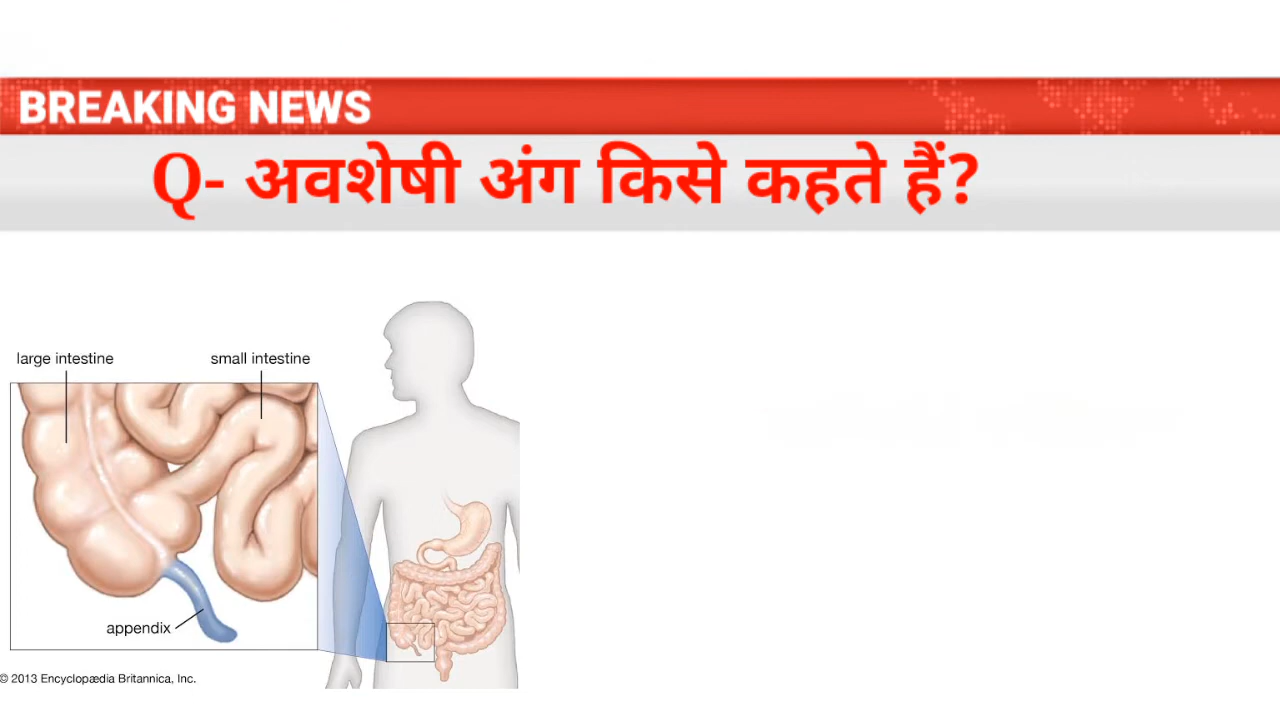 BREAKING NEWS
Q- अवशेषी अंग किसे कहते हैं?
large intestine
small intestine
appendix
© 2013 Encyclopædia Britannica, Inc.